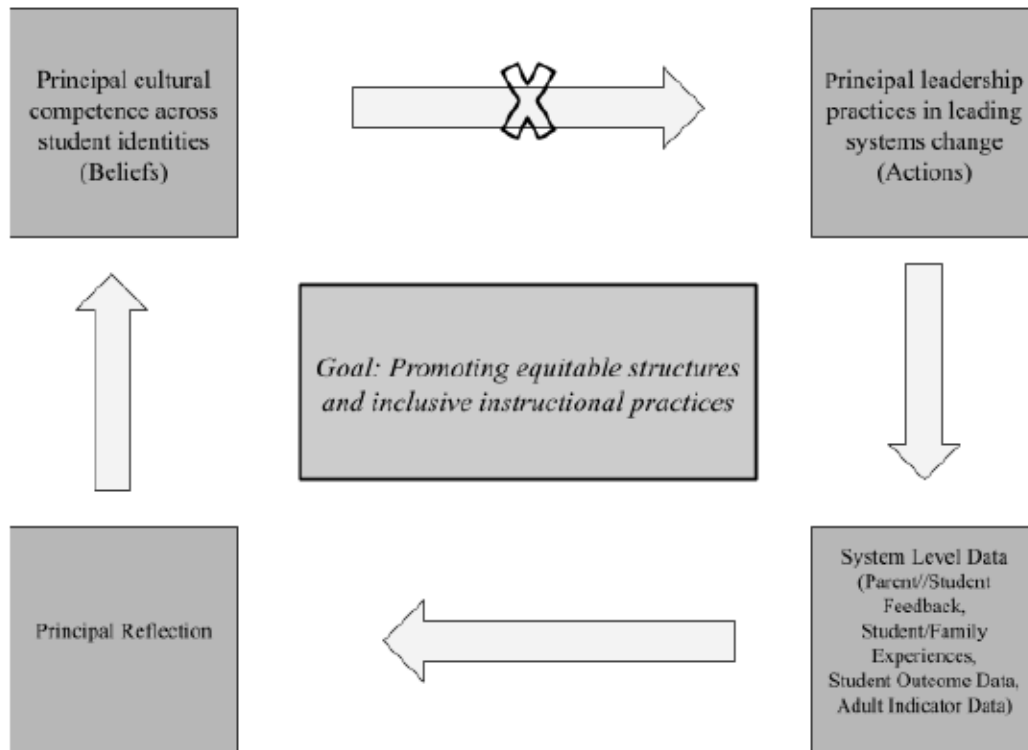 Principal cultural
competence across
student identities
(Beliefs)
Principal leadership
practices in leading
systems change
(Actions)
Goal: Promoting equitable structures
and inclusive instructional practices
Principal Reflection
System Level Data
(Parent//Student
Feedback,
Student/Family
Experiences,
Student Outcome Data,
Adult Indicator Data)